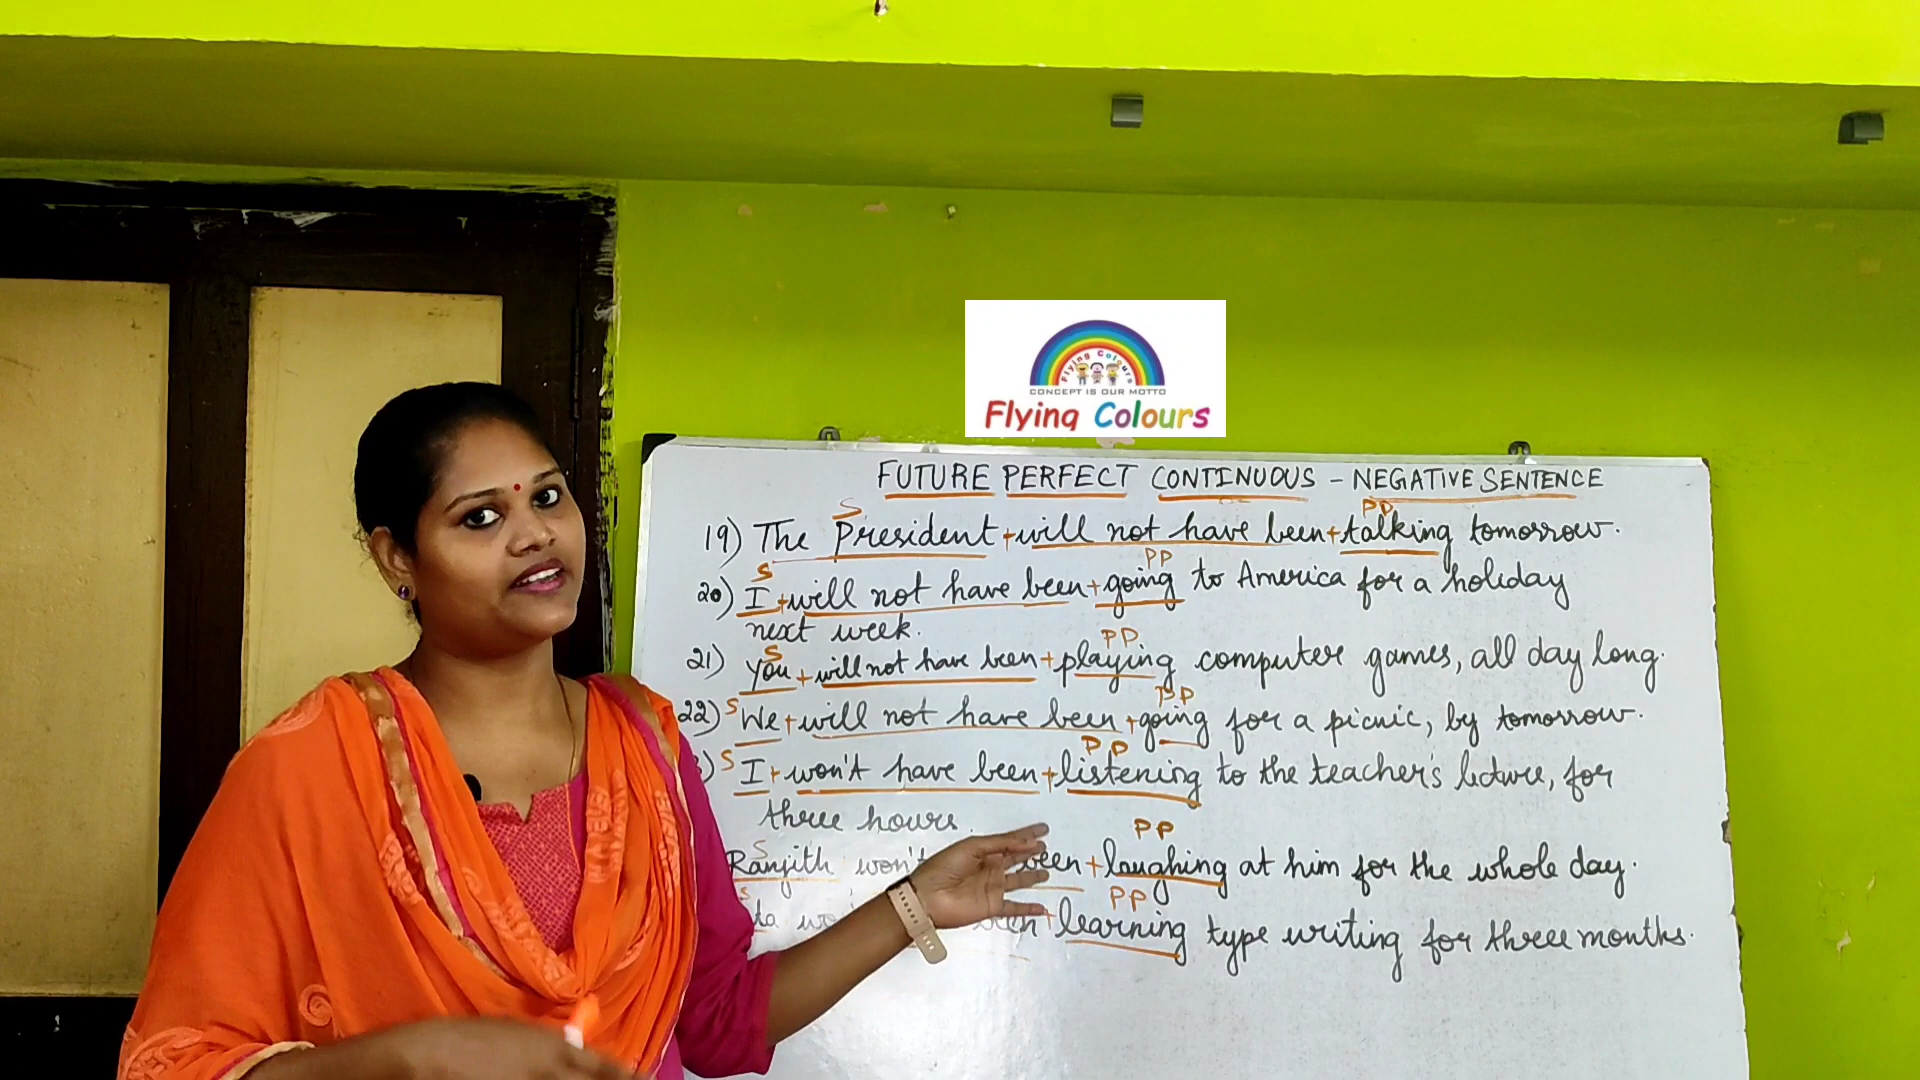 Flying Colours
CONCEPT IS OUR MOTTO
Flying Colours
FUTURE PERFECT CONTINUOUS - NEGATIVE SENTENCE
S PP
19) The President + will not have been + talking tomorrow.
S PP
20) I + will not have been + going to America for a holiday
next week.
S PP
21) you + will not have been + playing computer games, all day long.
PP
22) S We + will not have been + going for a picnic, by tomorrow.
PP
) S I + won't have been + listening to the teacher's lecture, for
three hours.
S PP
Ranjith won't been + laughing at him for the whole day.
S PP
been + learning type writing for three months.